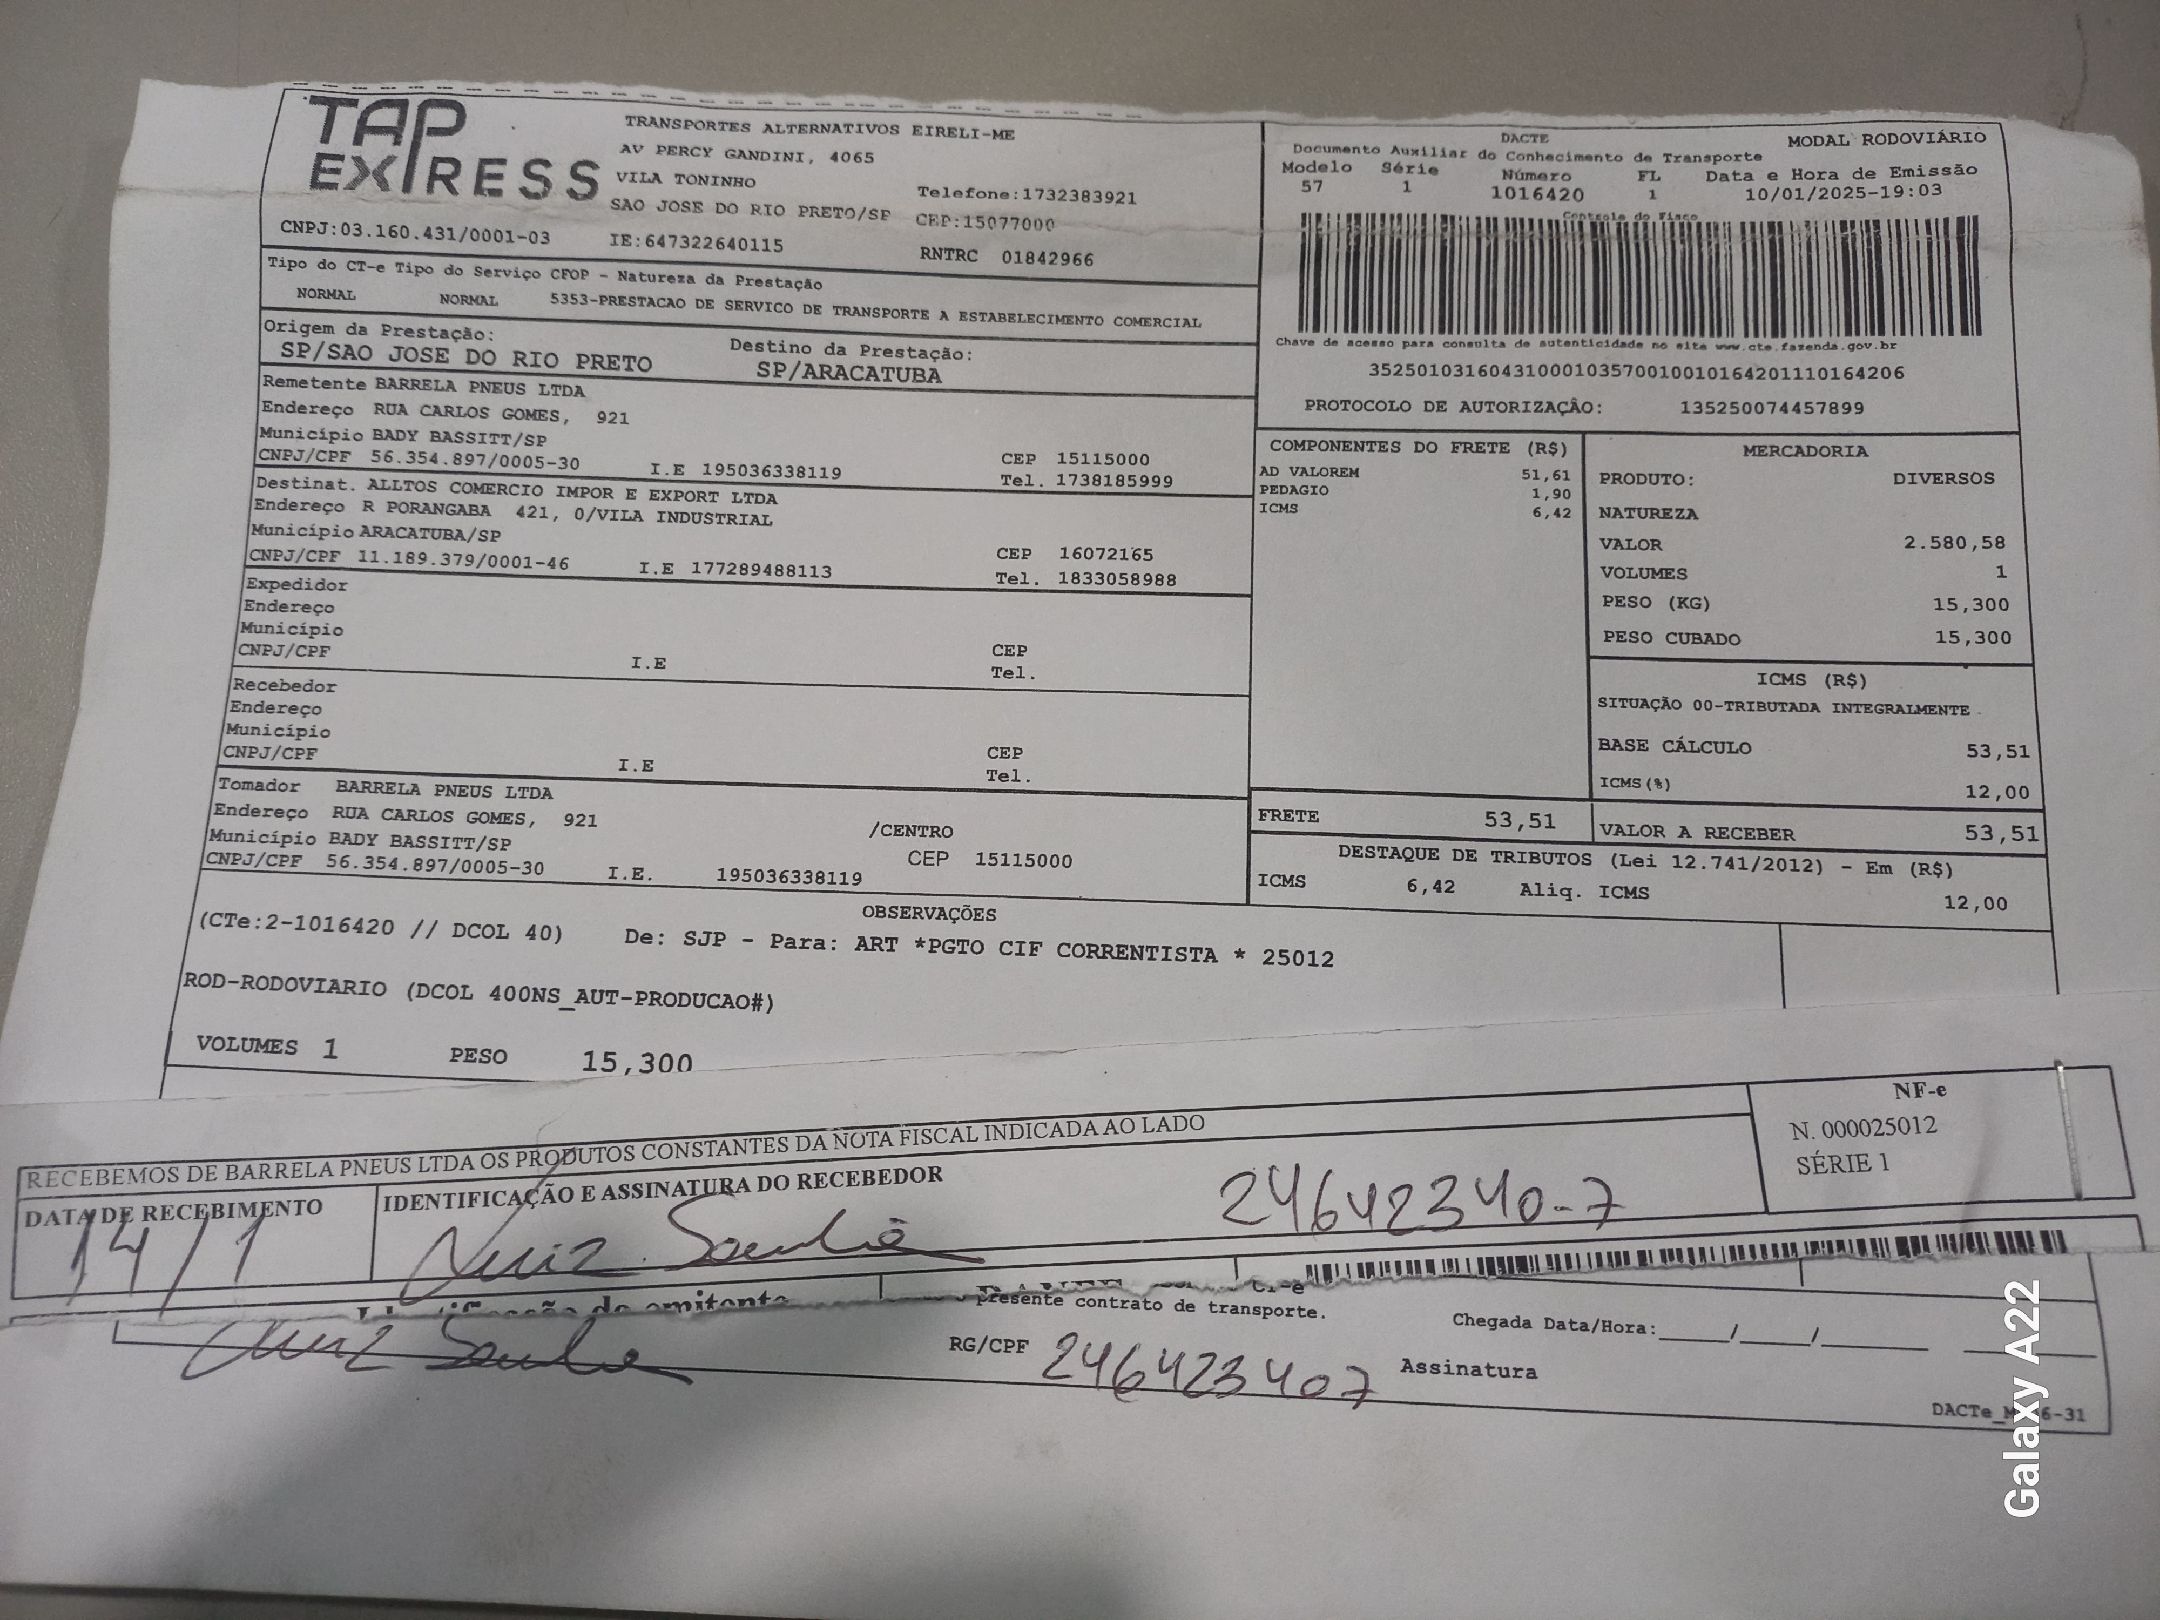 TAP EXPRESS
TRANSPORTES ALTERNATIVOS EIRELI-ME
AV PERCY GANDINI, 4065
VILA TONINHO
Telefone:1732383921
SAO JOSE DO RIO PRETO/SP CEP:15077000
CNPJ:03.160.431/0001-03 IE:647322640115 RNTRC 01842966
DACTE MODAL RODOVIÁRIO
Documento Auxiliar do Conhecimento de Transporte
Modelo Série Número FL Data e Hora de Emissão
57 1 1016420 1 10/01/2025-19:03
Controle do Fisco
Chave de acesso para consulta de autenticidade no site www.cte.fazenda.gov.br
35250103160431000103570010010164201110164206
PROTOCOLO DE AUTORIZAÇÂO: 135250074457899
Tipo do CT-e Tipo do Serviço CFOP - Natureza da Prestação
NORMAL NORMAL 5353-PRESTACAO DE SERVICO DE TRANSPORTE A ESTABELECIMENTO COMERCIAL
Origem da Prestação: Destino da Prestação:
SP/SAO JOSE DO RIO PRETO SP/ARACATUBA
Remetente BARRELA PNEUS LTDA
Endereço RUA CARLOS GOMES, 921
Município BADY BASSITT/SP CEP 15115000
CNPJ/CPF 56.354.897/0005-30 I.E 195036338119 Tel. 1738185999
Destinat. ALLTOS COMERCIO IMPOR E EXPORT LTDA
Endereço R PORANGABA 421, 0/VILA INDUSTRIAL
Município ARACATUBA/SP CEP 16072165
CNPJ/CPF 11.189.379/0001-46 I.E 177289488113 Tel. 1833058988
Expedidor
Endereço
Município CEP
CNPJ/CPF I.E Tel.
Recebedor
Endereço
Município CEP
CNPJ/CPF I.E Tel.
Tomador BARRELA PNEUS LTDA
Endereço RUA CARLOS GOMES, 921 /CENTRO
Município BADY BASSITT/SP CEP 15115000
CNPJ/CPF 56.354.897/0005-30 I.E. 195036338119
COMPONENTES DO FRETE (R$)
AD VALOREM 51,61
PEDAGIO 1,90
ICMS 6,42
MERCADORIA
PRODUTO: DIVERSOS
NATUREZA
VALOR 2.580,58
VOLUMES 1
PESO (KG) 15,300
PESO CUBADO 15,300
ICMS (R$)
SITUAÇÃO 00-TRIBUTADA INTEGRALMENTE
BASE CÁLCULO 53,51
ICMS(%) 12,00
FRETE 53,51 VALOR A RECEBER 53,51
DESTAQUE DE TRIBUTOS (Lei 12.741/2012) - Em (R$)
ICMS 6,42 Aliq. ICMS 12,00
OBSERVAÇÕES
(CTe:2-1016420 // DCOL 40) De: SJP - Para: ART *PGTO CIF CORRENTISTA * 25012
ROD-RODOVIARIO (DCOL 400NS_AUT-PRODUCAO#)
VOLUMES 1 PESO 15,300
RECEBEMOS DE BARRELA PNEUS LTDA OS PRODUTOS CONSTANTES DA NOTA FISCAL INDICADA AO LADO
NF-e
N. 000025012
SÉRIE 1
DATA DE RECEBIMENTO IDENTIFICAÇÃO E ASSINATURA DO RECEBEDOR
14/1 24642340-7
presente contrato de transporte.
Chegada Data/Hora: / /
RG/CPF 246423407 Assinatura
Galaxy A22